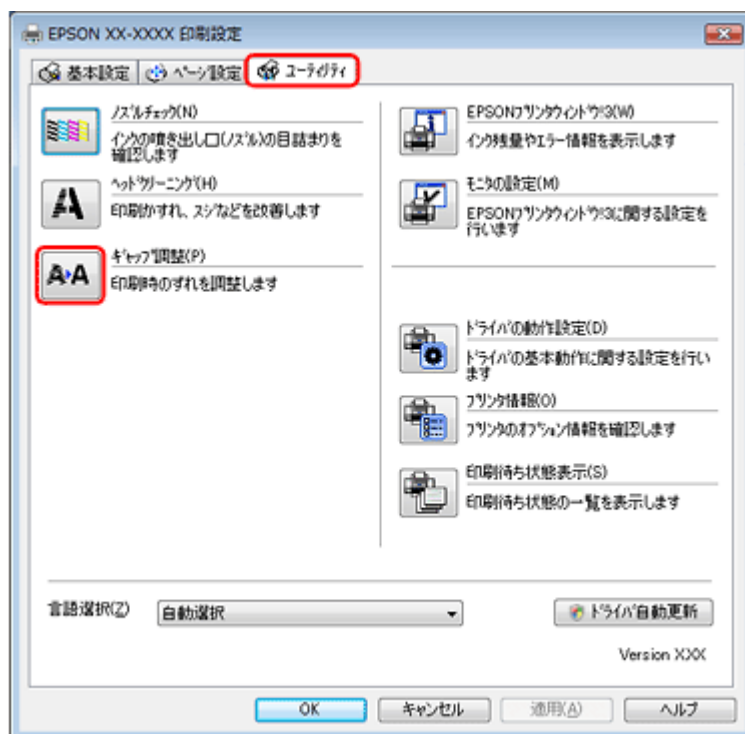 EPSON XX-XXXX 印刷設定
基本設定
ページ設定
ユーティリティ
ノズルチェック(N)
インクの噴き出し口(ノズル)の目詰まりを
確認します
ヘッドクリーニング(H)
印刷かすれ、スジなどを改善します
A▸A
ギャップ調整(P)
印刷時のずれを調整します
EPSONプリンタウィンドウ!3(W)
インク残量やエラー情報を表示します
モニタの設定(M)
EPSONプリンタウィンドウ!3に関する設定を
行います
ドライバの動作設定(D)
ドライバの基本動作に関する設定を行い
ます
プリンタ情報(O)
プリンタのオプション情報を確認します
印刷待ち状態表示(S)
印刷待ち状態の一覧を表示します
言語選択(Z)
自動選択
ドライバ自動更新
Version X.XX
OK
キャンセル
適用(A)
ヘルプ